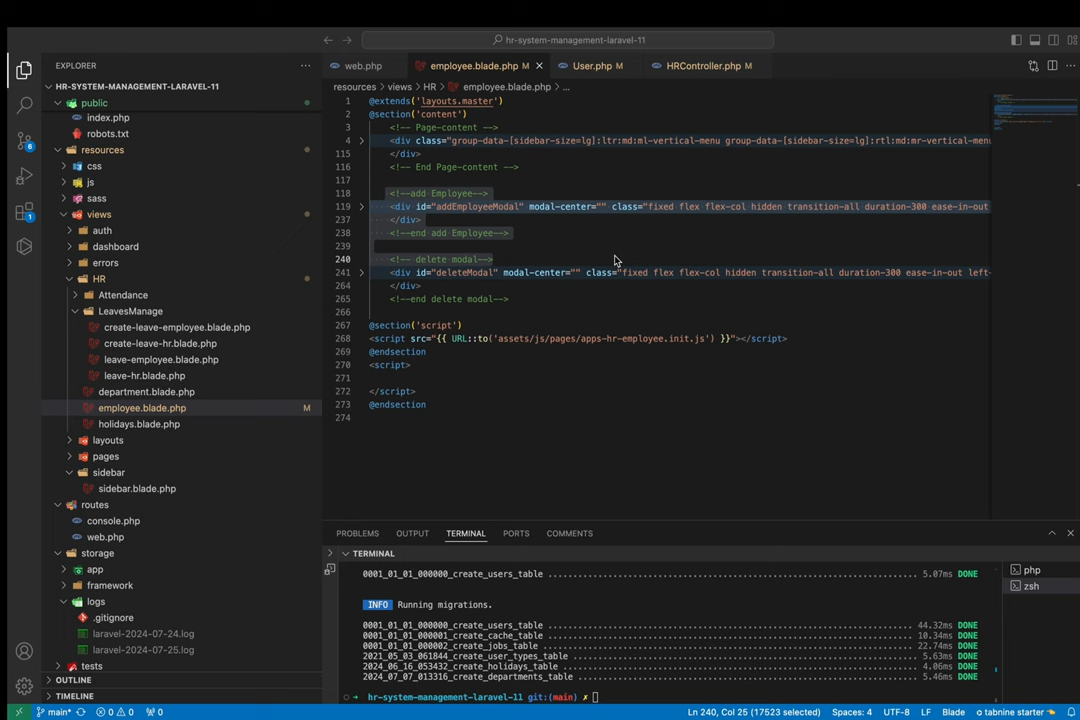 hr-system-management-laravel-11
EXPLORER
HR-SYSTEM-MANAGEMENT-LARAVEL-11
public
index.php
robots.txt
resources
css
js
sass
views
auth
dashboard
errors
HR
Attendance
LeavesManage
create-leave-employee.blade.php
create-leave-hr.blade.php
leave-employee.blade.php
leave-hr.blade.php
department.blade.php
employee.blade.php M
holidays.blade.php
layouts
pages
sidebar
sidebar.blade.php
routes
console.php
web.php
storage
app
framework
logs
.gitignore
laravel-2024-07-24.log
laravel-2024-07-25.log
tests
OUTLINE
TIMELINE
6
1
web.php employee.blade.php M User.php M HRController.php M
resources > views > HR > employee.blade.php > ...
1 @extends('layouts.master')
2 @section('content')
3 <!-- Page-content -->
4 <div class="group-data-[sidebar-size=lg]:ltr:md:ml-vertical-menu group-data-[sidebar-size=lg]:rtl:md:mr-vertical-menu
115 </div>
116 <!-- End Page-content -->
117
118 <!--add Employee-->
119 <div id="addEmployeeModal" modal-center="" class="fixed flex flex-col hidden transition-all duration-300 ease-in-out
237 </div>
238 <!--end add Employee-->
239
240 <!-- delete modal-->
241 <div id="deleteModal" modal-center="" class="fixed flex flex-col hidden transition-all duration-300 ease-in-out left-
264 </div>
265 <!--end delete modal-->
266
267 @section('script')
268 <script src="{{ URL::to('assets/js/pages/apps-hr-employee.init.js') }}"></script>
269 @endsection
270 <script>
271
272 </script>
273 @endsection
274
PROBLEMS OUTPUT TERMINAL PORTS COMMENTS
TERMINAL
0001_01_01_000000_create_users_table ........ 5.07ms DONE
INFO Running migrations.
0001_01_01_000000_create_users_table ........ 44.32ms DONE
0001_01_01_000001_create_cache_table ........ 10.34ms DONE
0001_01_01_000002_create_jobs_table ........ 22.74ms DONE
2021_05_03_061844_create_user_types_table ........ 5.63ms DONE
2024_06_16_053432_create_holidays_table ........ 4.06ms DONE
2024_07_07_013316_create_departments_table ........ 5.46ms DONE
hr-system-management-laravel-11 git:(main) ✗
php
zsh
main* 0 0 0 Ln 240, Col 25 (17523 selected) Spaces: 4 UTF-8 LF Blade tabnine starter